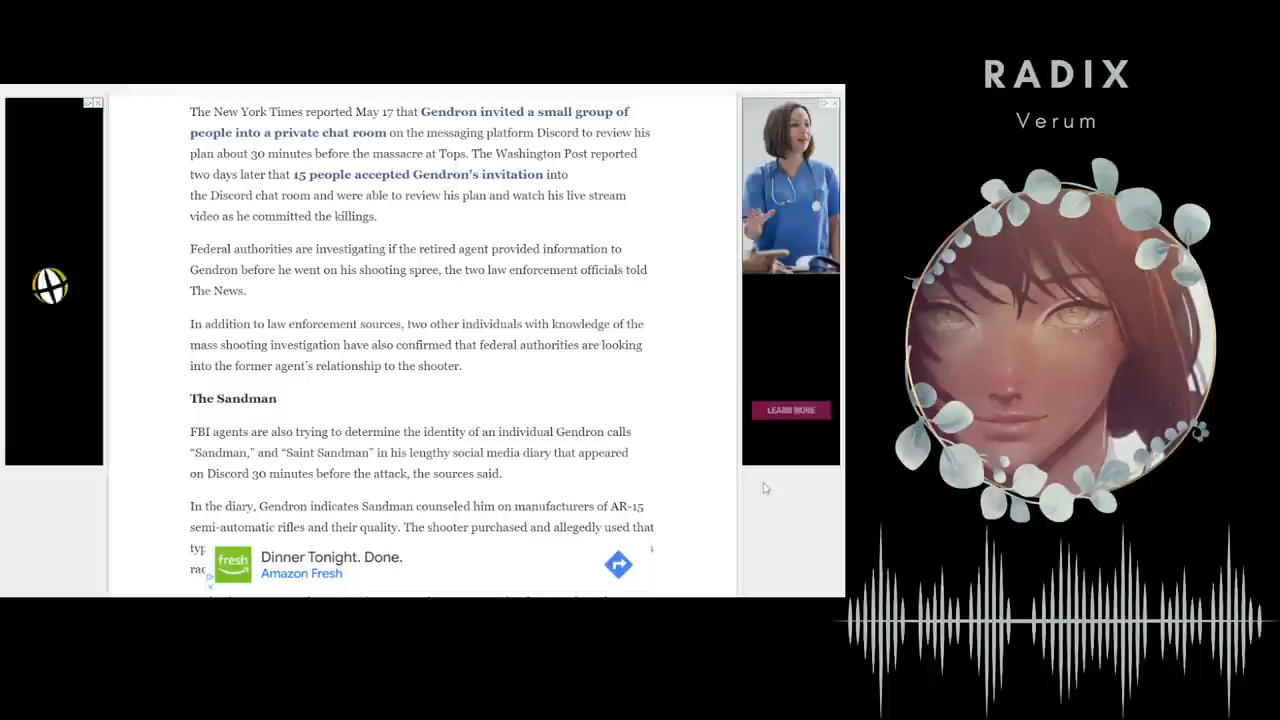 RADIX
Verum
The New York Times reported May 17 that Gendron invited a small group of
people into a private chat room on the messaging platform Discord to review his
plan about 30 minutes before the massacre at Tops. The Washington Post reported
two days later that 15 people accepted Gendron's invitation into
the Discord chat room and were able to review his plan and watch his live stream
video as he committed the killings.
Federal authorities are investigating if the retired agent provided information to
Gendron before he went on his shooting spree, the two law enforcement officials told
The News.
In addition to law enforcement sources, two other individuals with knowledge of the
mass shooting investigation have also confirmed that federal authorities are looking
into the former agent's relationship to the shooter.
The Sandman
FBI agents are also trying to determine the identity of an individual Gendron calls
“Sandman,” and “Saint Sandman” in his lengthy social media diary that appeared
on Discord 30 minutes before the attack, the sources said.
In the diary, Gendron indicates Sandman counseled him on manufacturers of AR-15
semi-automatic rifles and their quality. The shooter purchased and allegedly used that
fresh
Dinner Tonight. Done.
Amazon Fresh
LEARN MORE